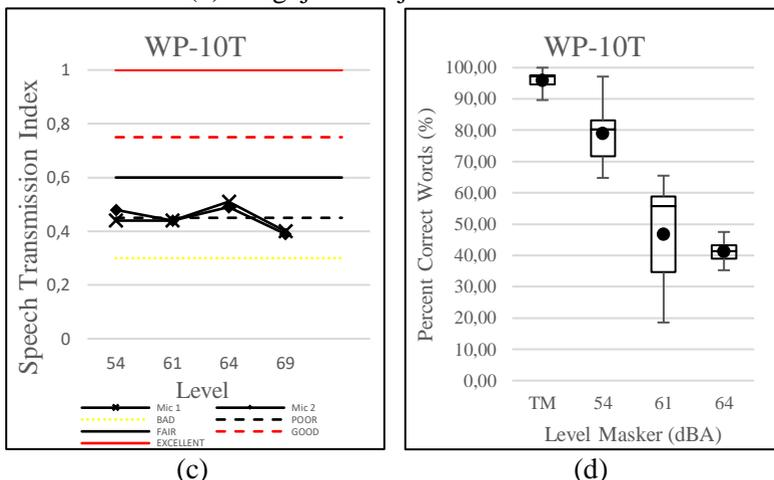 WP-10T
Speech Transmission Index
1
0,8
0,6
0,4
0,2
0
54 61 64 69
Level
Mic 1 Mic 2
BAD POOR
FAIR GOOD
EXCELLENT
(c)
WP-10T
Percent Correct Words (%)
100,00
90,00
80,00
70,00
60,00
50,00
40,00
30,00
20,00
10,00
0,00
TM 54 61 64
Level Masker (dBA)
(d)